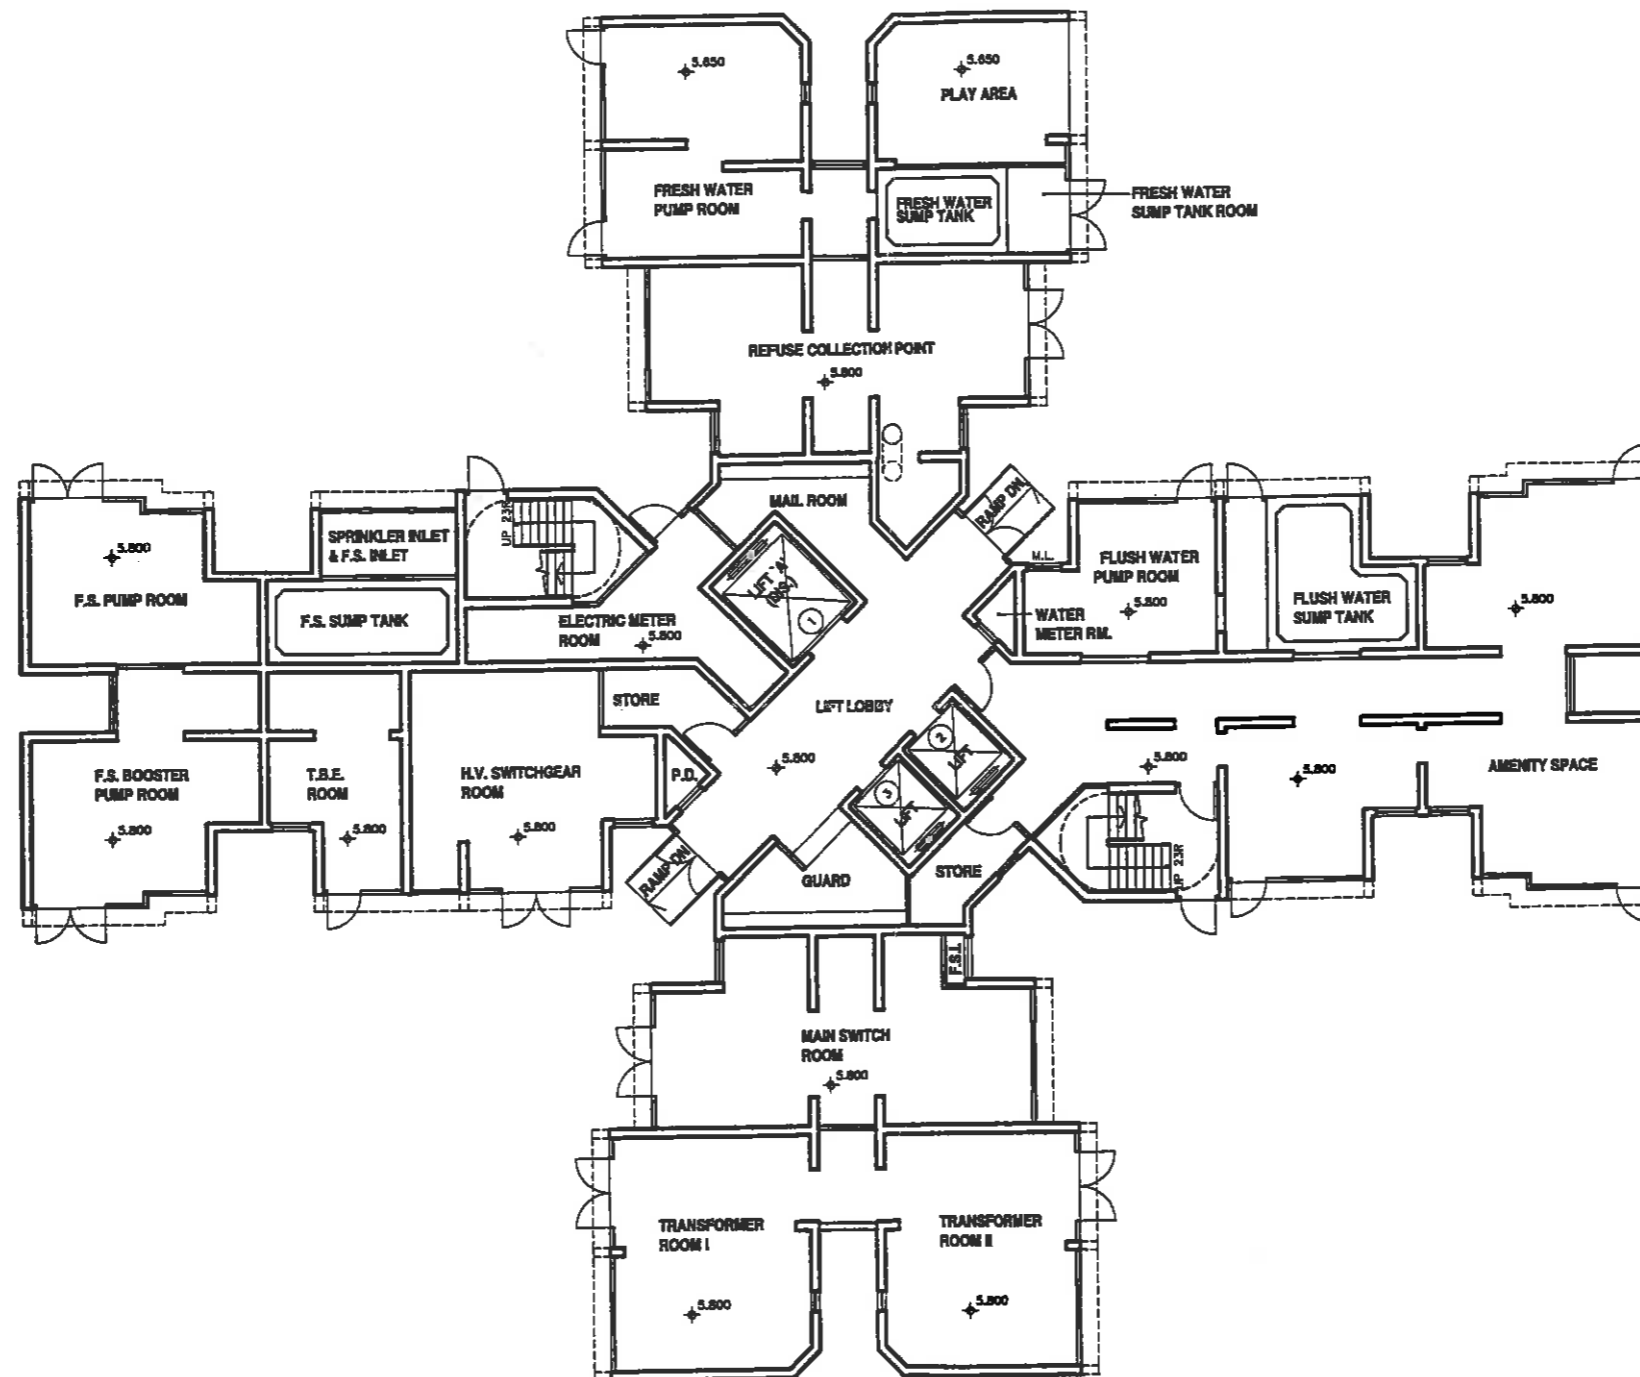 5.650
5.650
PLAY AREA
FRESH WATER
PUMP ROOM
FRESH WATER
SUMP TANK
FRESH WATER
SUMP TANK ROOM
REFUSE COLLECTION POINT
5.800
MAIL ROOM
RAMP DN.
M.L.
UP 23R
SPRINKLER INLET
& F.S. INLET
5.800
F.S. PUMP ROOM
F.S. SUMP TANK
ELECTRIC METER
ROOM
5.800
LIFT 'A'
1
FLUSH WATER
PUMP ROOM
5.800
WATER
METER RM.
FLUSH WATER
SUMP TANK
5.800
STORE
LIFT LOBBY
5.800
2
LIFT
3
LIFT
P.D.
F.S. BOOSTER
PUMP ROOM
5.800
T.B.E.
ROOM
5.800
H.V. SWITCHGEAR
ROOM
5.800
RAMP DN
GUARD
STORE
5.800
5.800
AMENITY SPACE
UP 23R
F.S.I.
MAIN SWITCH
ROOM
5.800
TRANSFORMER
ROOM I
5.800
TRANSFORMER
ROOM II
5.800